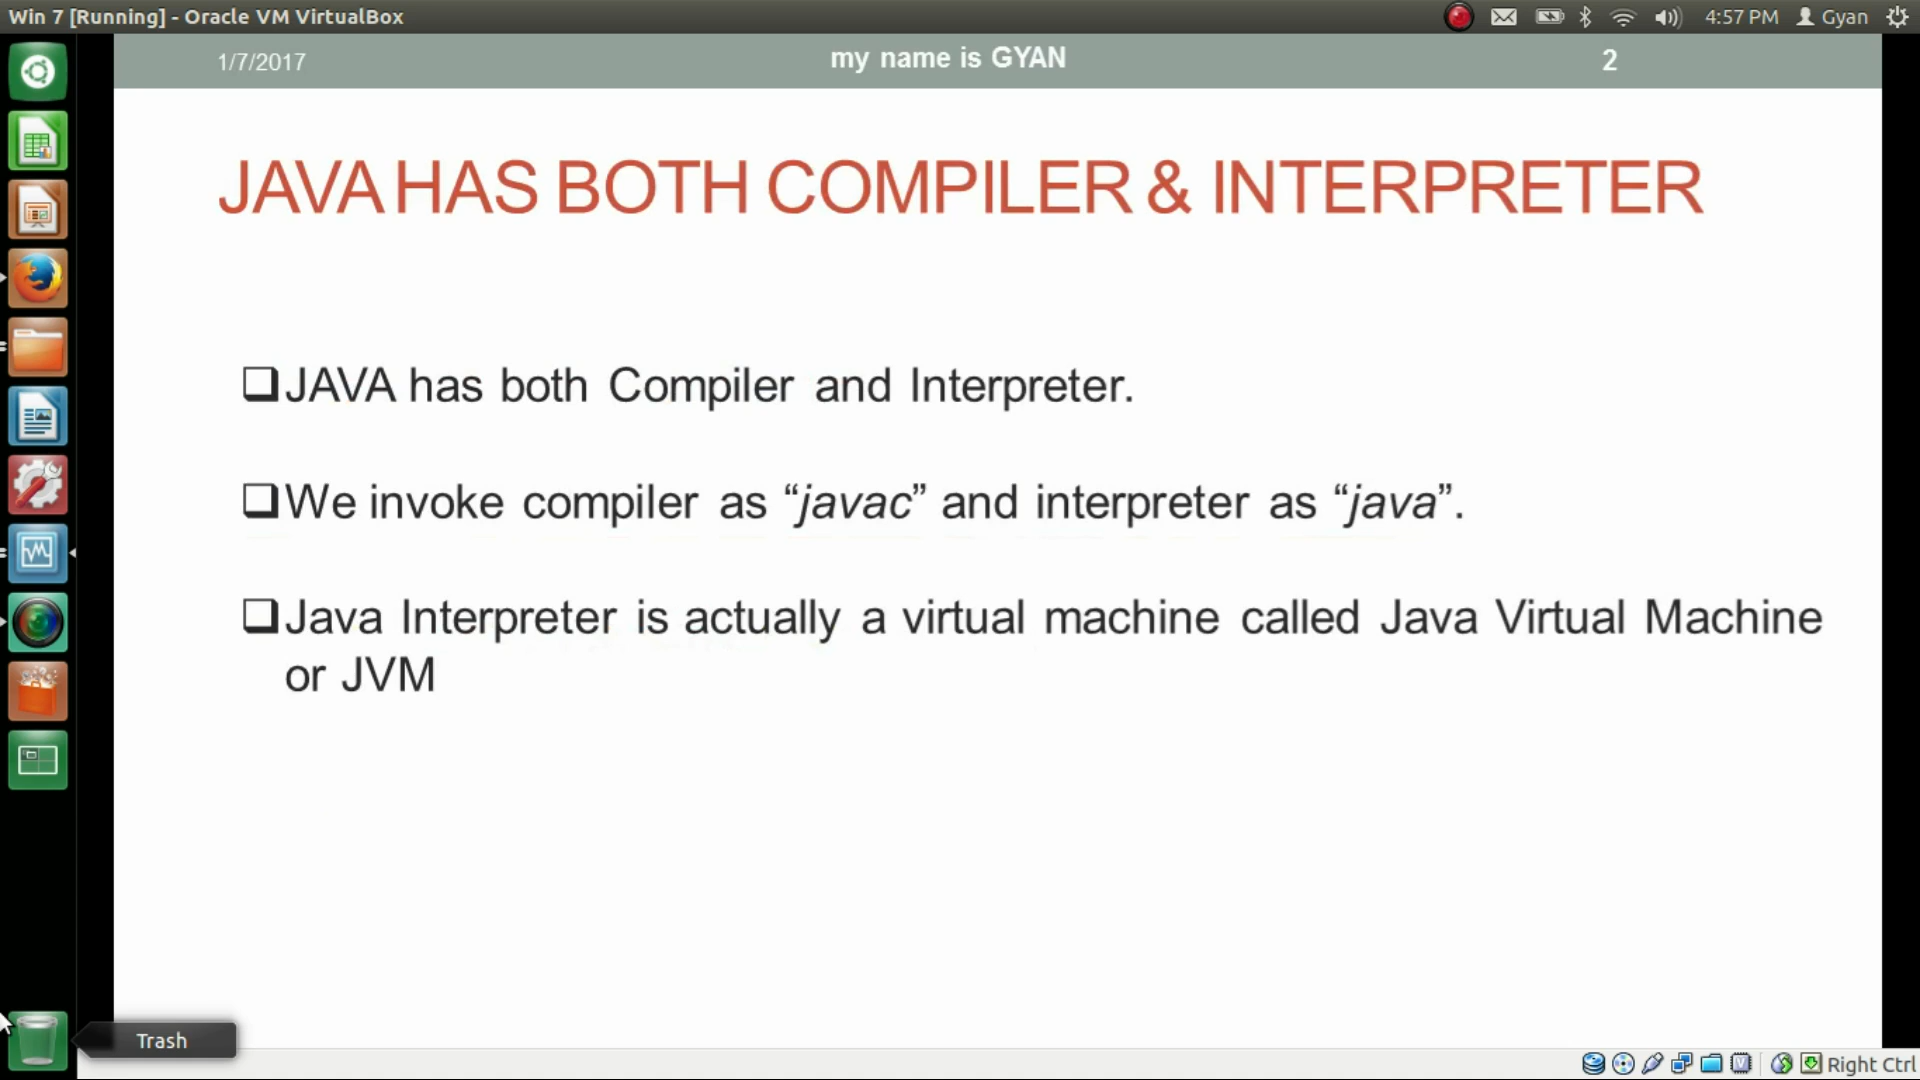 Win 7 [Running] - Oracle VM VirtualBox
4:57 PM Gyan
1/7/2017
my name is GYAN
2
JAVA HAS BOTH COMPILER & INTERPRETER
JAVA has both Compiler and Interpreter.
We invoke compiler as “javac” and interpreter as “java”.
Java Interpreter is actually a virtual machine called Java Virtual Machine
or JVM
Trash
Right Ctrl